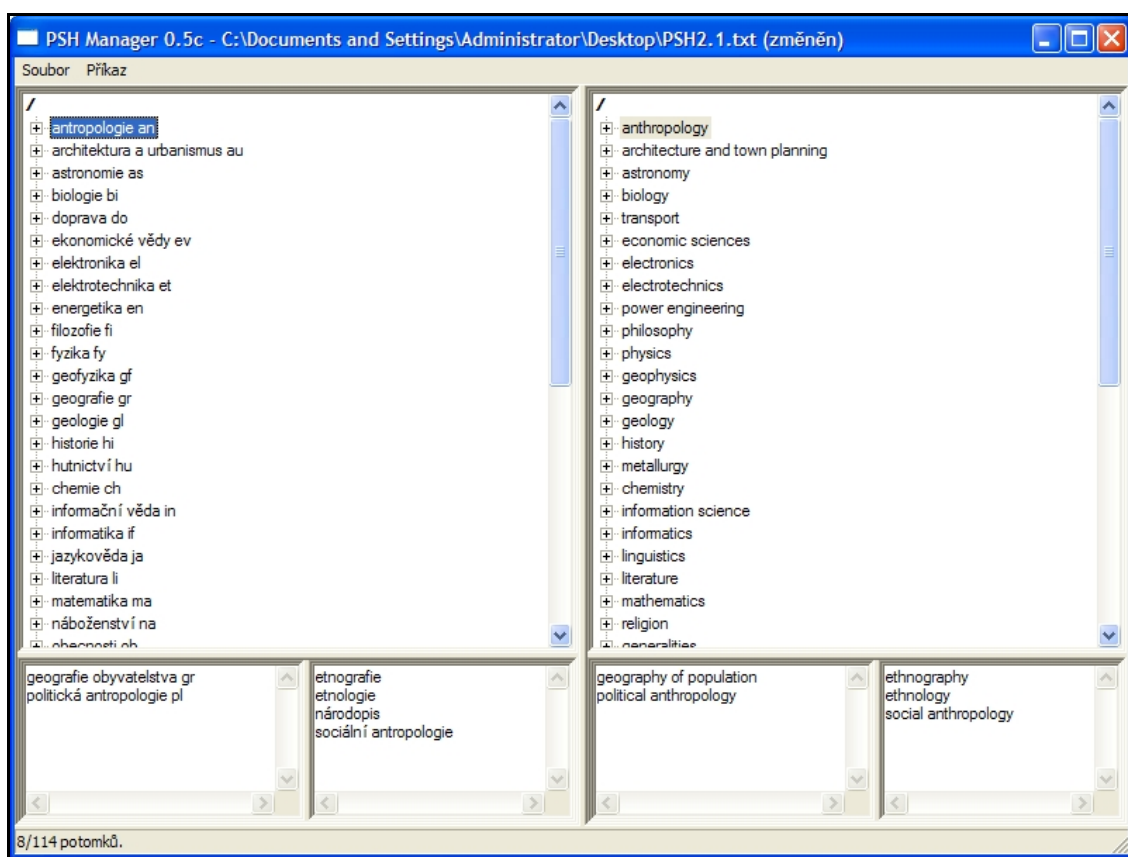 PSH Manager 0.5c - C:\Documents and Settings\Administrator\Desktop\PSH2.1.txt (změněn)
Soubor Příkaz
/
antropologie an
architektura a urbanismus au
astronomie as
biologie bi
doprava do
ekonomické vědy ev
elektronika el
elektrotechnika et
energetika en
filozofie fi
fyzika fy
geofyzika gf
geografie gr
geologie gl
historie hi
hutnictví hu
chemie ch
informační věda in
informatika if
jazykověda ja
literatura li
matematika ma
náboženství na
obecnosti ob
/
anthropology
architecture and town planning
astronomy
biology
transport
economic sciences
electronics
electrotechnics
power engineering
philosophy
physics
geophysics
geography
geology
history
metallurgy
chemistry
information science
informatics
linguistics
literature
mathematics
religion
generalities
geografie obyvatelstva gr
politická antropologie pl
etnografie
etnologie
národopis
sociální antropologie
geography of population
political anthropology
ethnography
ethnology
social anthropology
8/114 potomků.